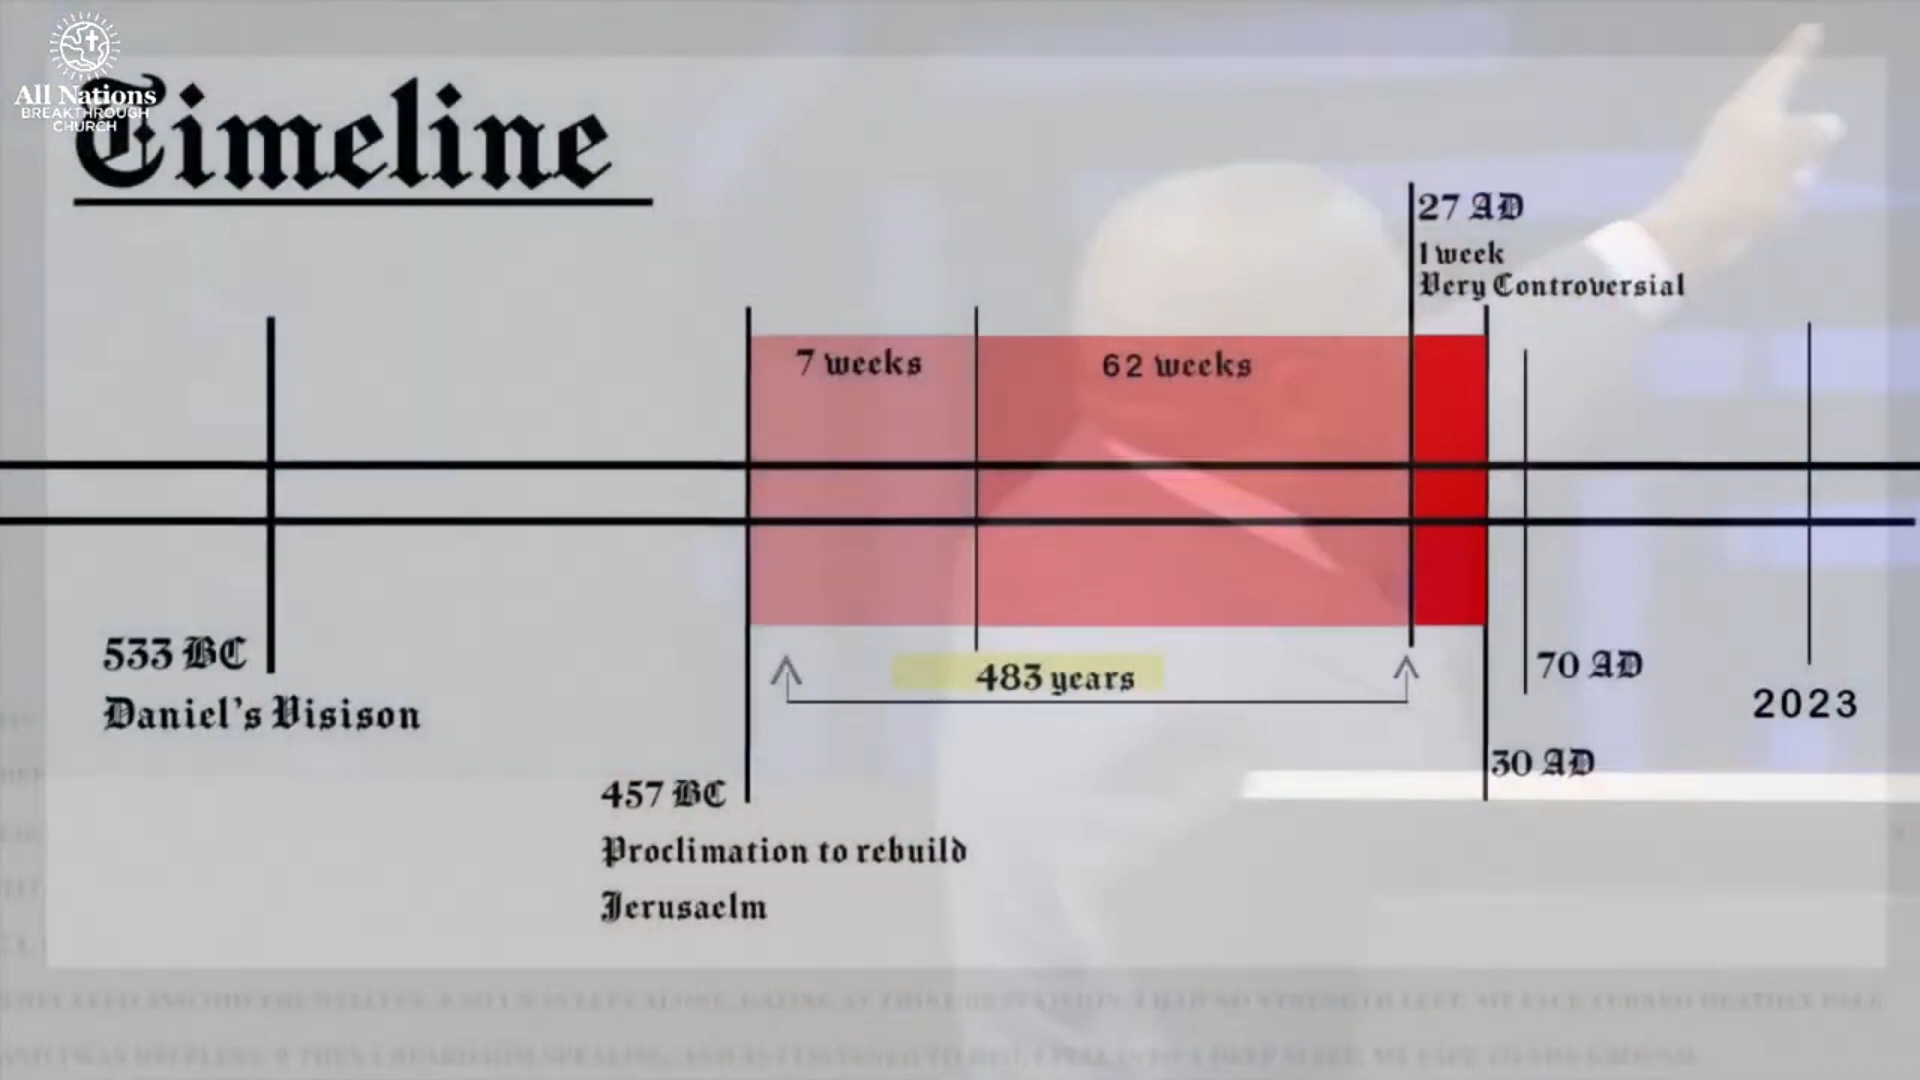 All Nations
BREAKTHROUGH
CHURCH
Timeline
27 AD
1 week
Very Controversial
7 weeks
62 weeks
533 BC
Daniel's Visison
483 years
70 AD
2023
30 AD
457 BC
Proclimation to rebuild
Jerusaelm